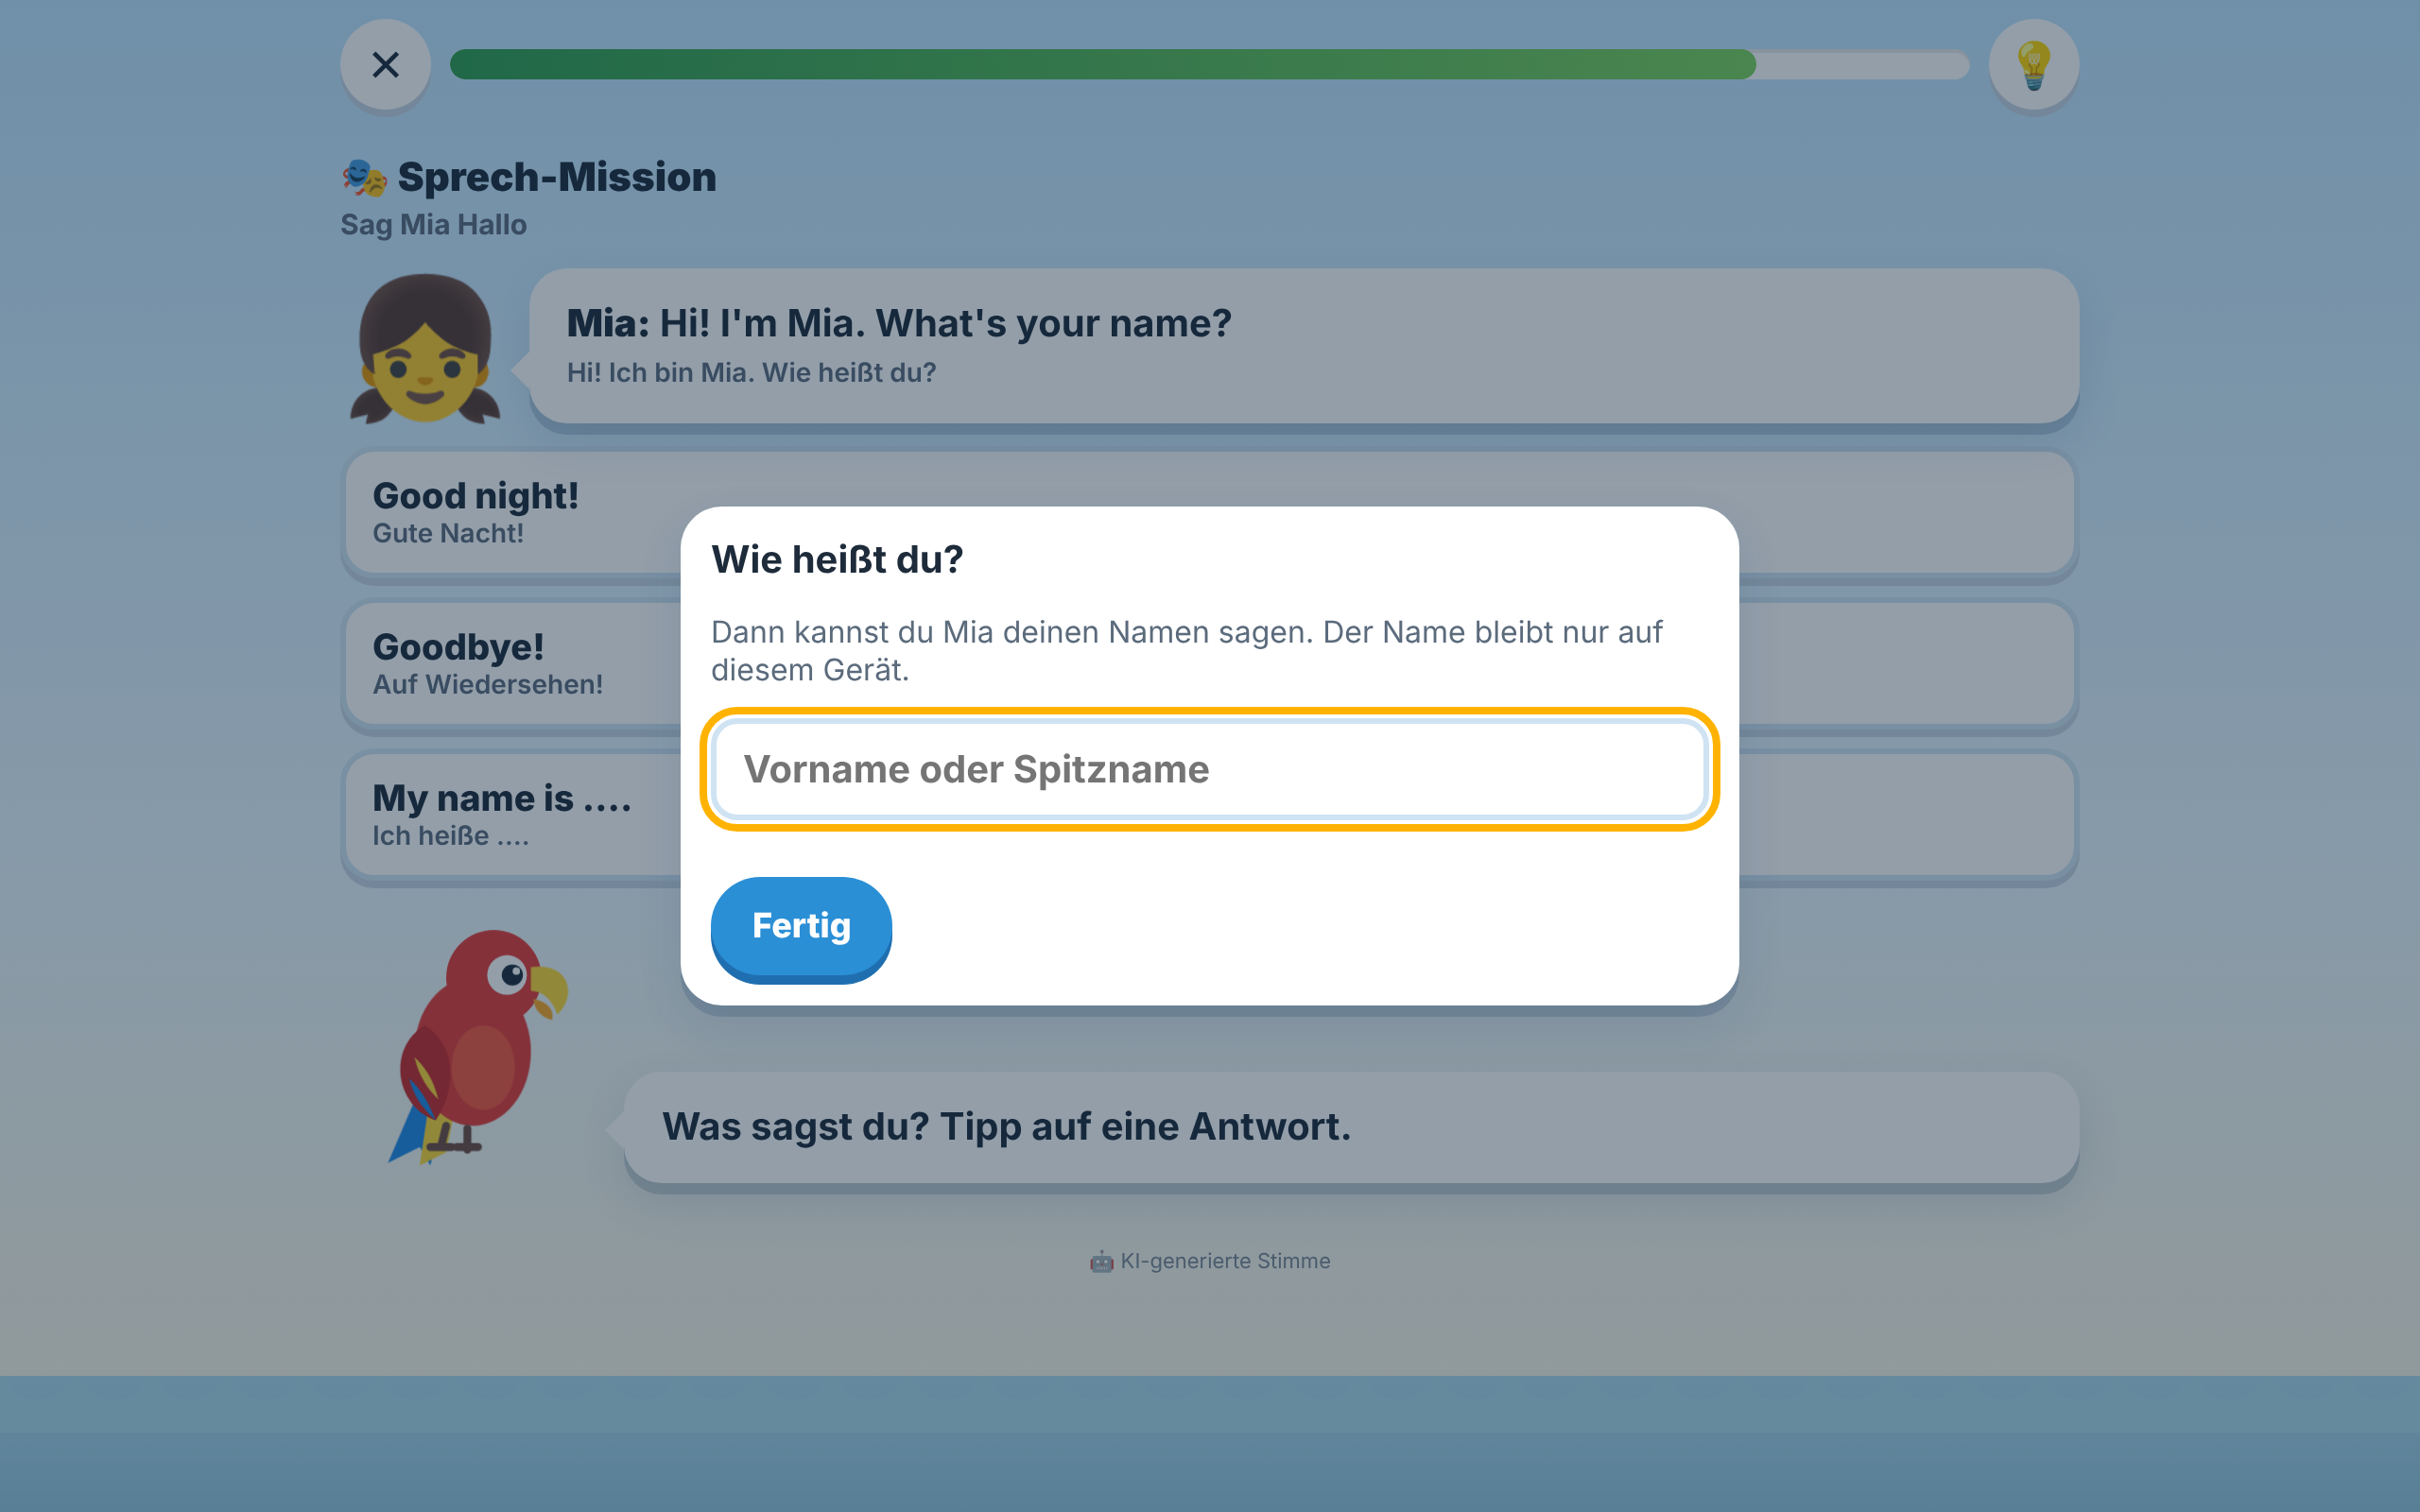 Sprech-Mission
Sag Mia Hallo
Mia: Hi! I'm Mia. What's your name?
Hi! Ich bin Mia. Wie heißt du?
Good night!
Gute Nacht!
Goodbye!
Auf Wiedersehen!
My name is ....
Ich heiße ....
Wie heißt du?
Dann kannst du Mia deinen Namen sagen. Der Name bleibt nur auf
diesem Gerät.
Vorname oder Spitzname
Fertig
Was sagst du? Tipp auf eine Antwort.
KI-generierte Stimme